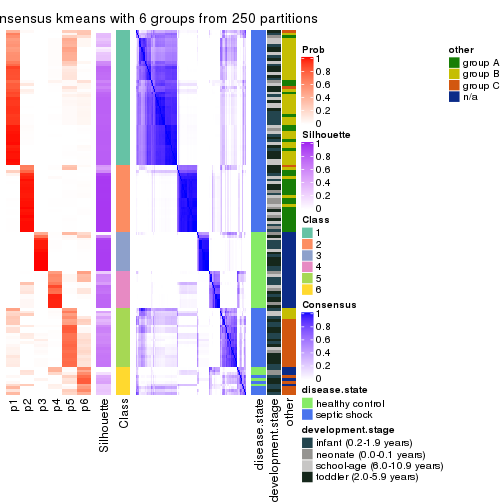 nsensus kmeans with 6 groups from 250 partitions
Prob
1
0.8
0.6
0.4
0.2
0
Silhouette
1
0.8
0.6
0.4
0.2
0
Class
1
2
3
4
5
6
Consensus
1
0.8
0.6
0.4
0.2
0
disease.state
healthy control
septic shock
development.stage
infant (0.2-1.9 years)
neonate (0.0-0.1 years)
school-age (6.0-10.9 years)
toddler (2.0-5.9 years)
other
group A
group B
group C
n/a
p1
p2
p3
p4
p5
p6
Silhouette
Class
disease.state
development.stage
other